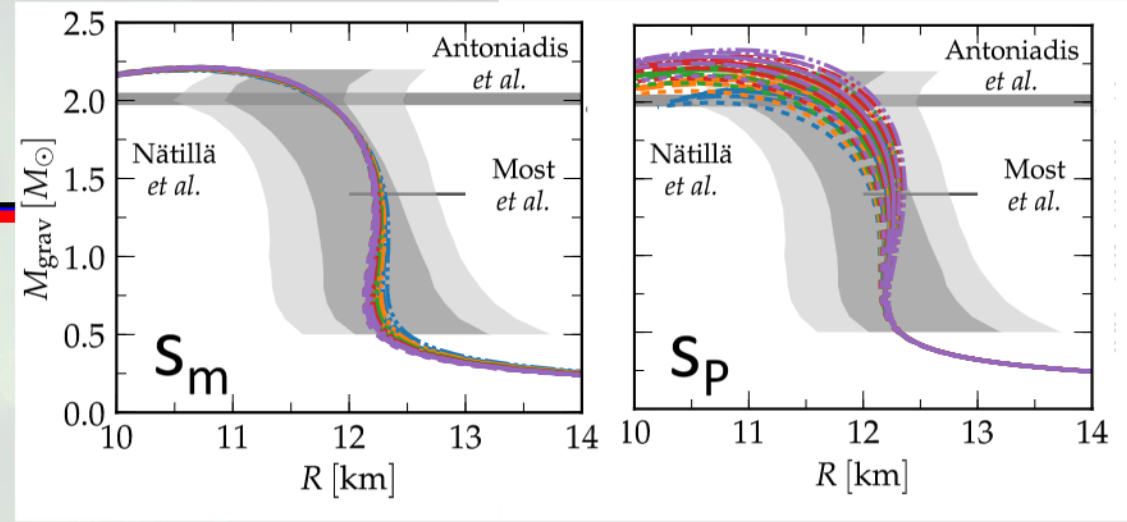 2.5
2.0
1.5
1.0
0.5
0.0
M_grav [M_⊙]
Antoniadis
et al.
Nätillä
et al.
Most
et al.
S_m
10 11 12 13 14
R [km]
Antoniadis
et al.
Nätillä
et al.
Most
et al.
S_P
10 11 12 13 14
R [km]